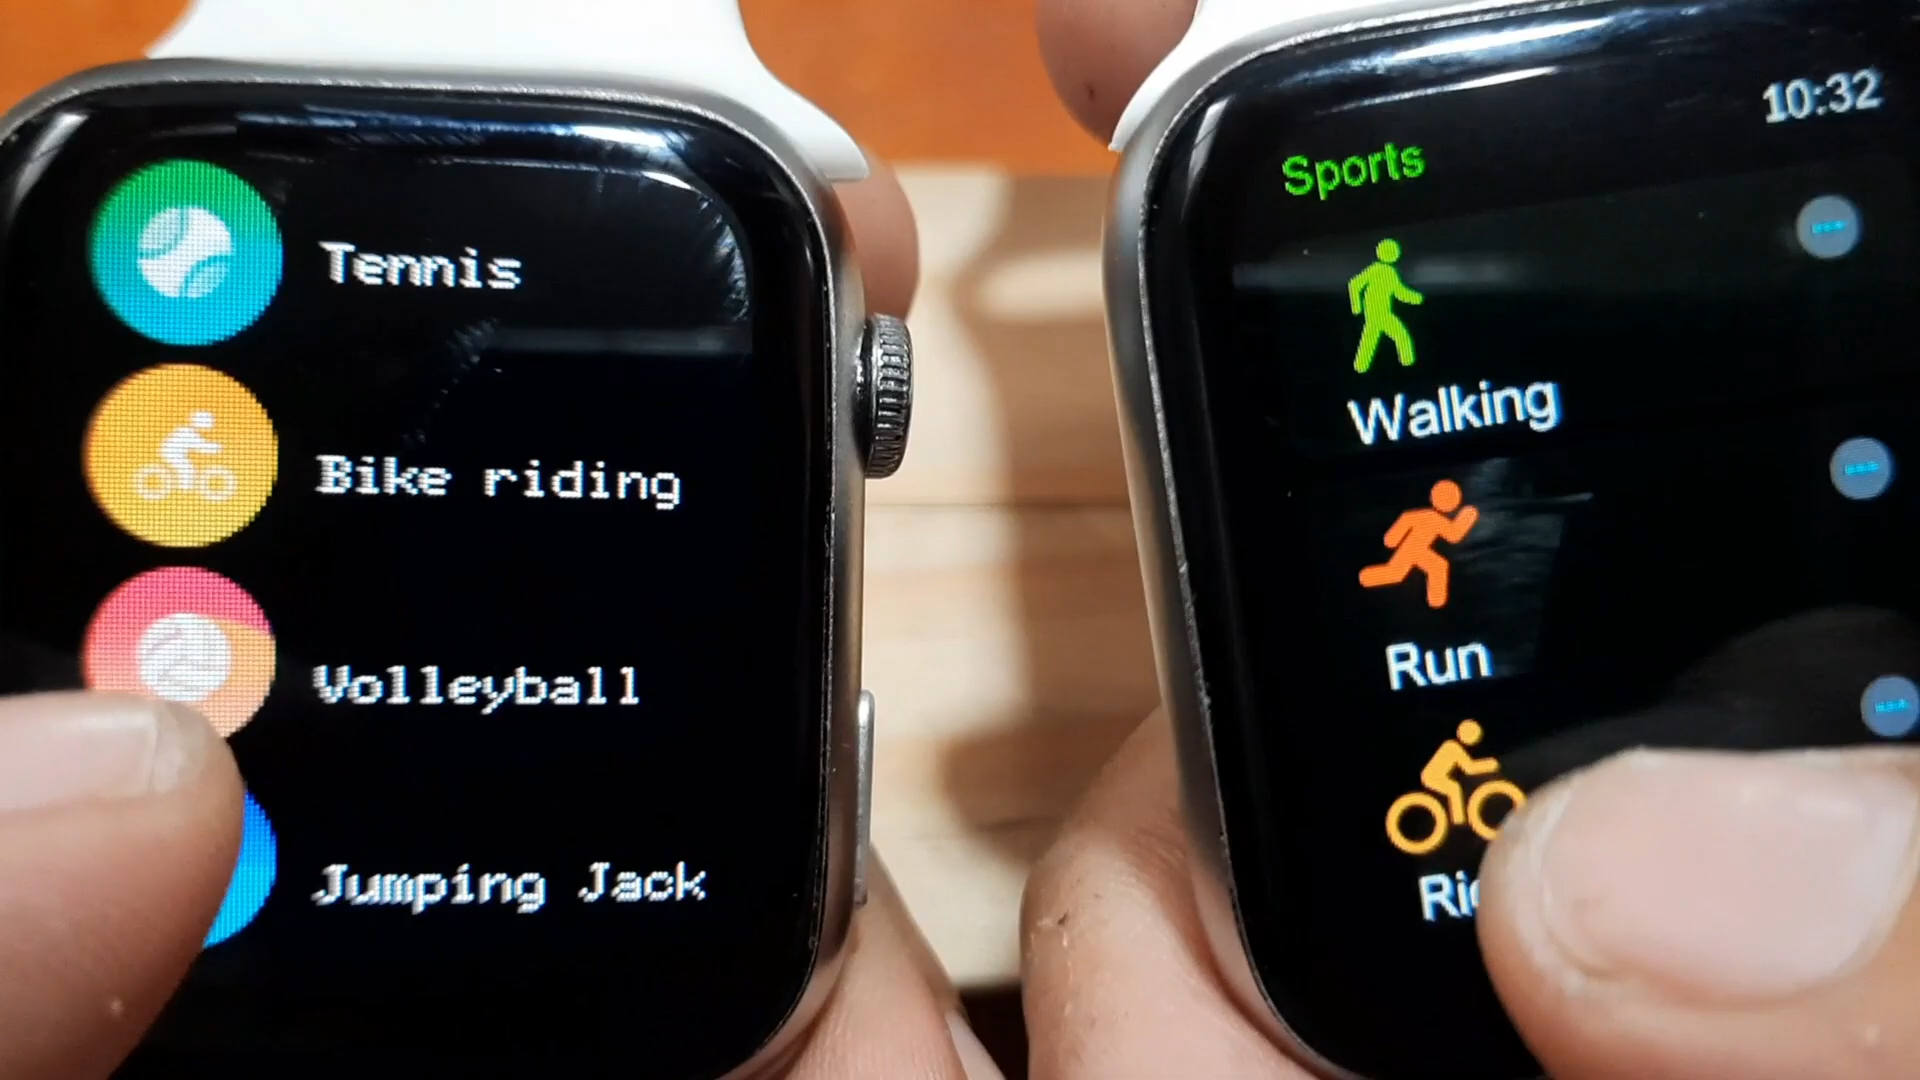 Tennis
Bike riding
Volleyball
Jumping Jack
10:32
Sports
Walking
Run